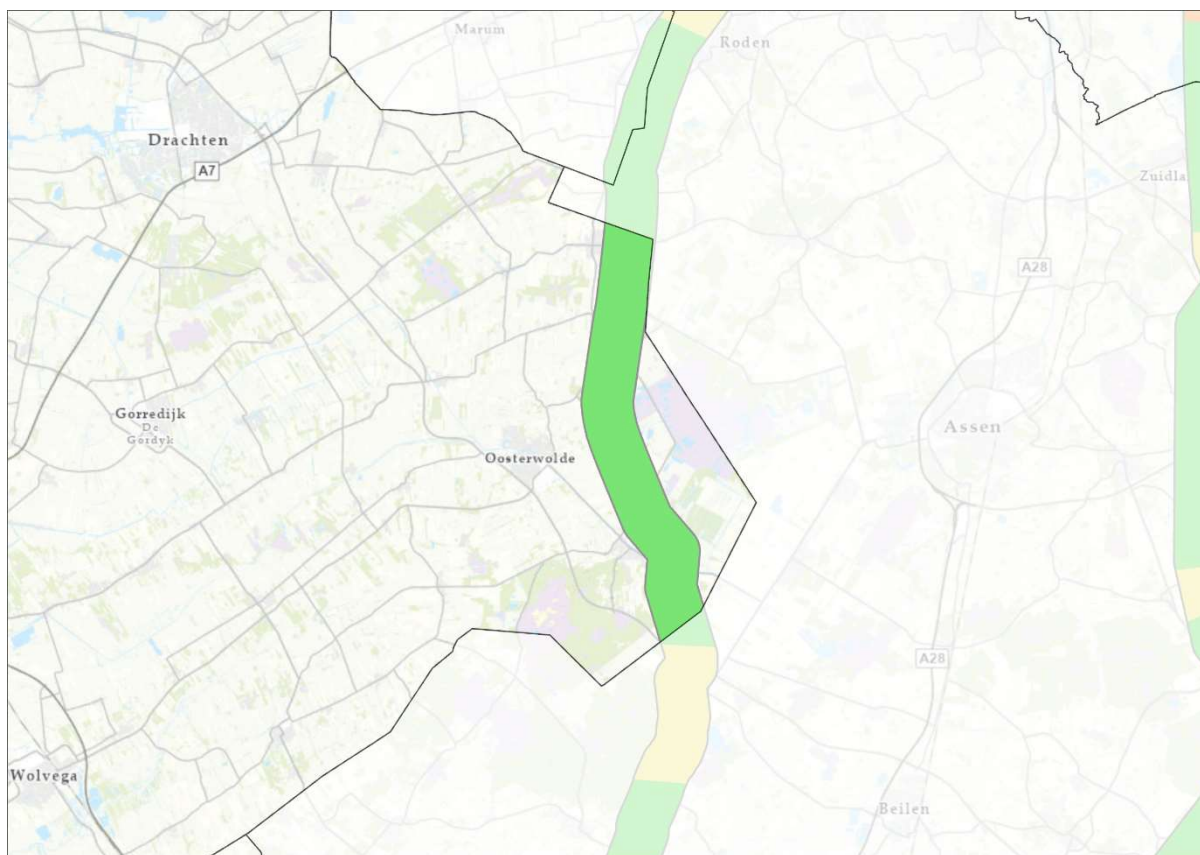 Marum
Roden
Drachten
A7
Zuidla
A28
Gorredijk
De
Gordyk
Assen
Oosterwolde
A28
Wolvega
Beilen